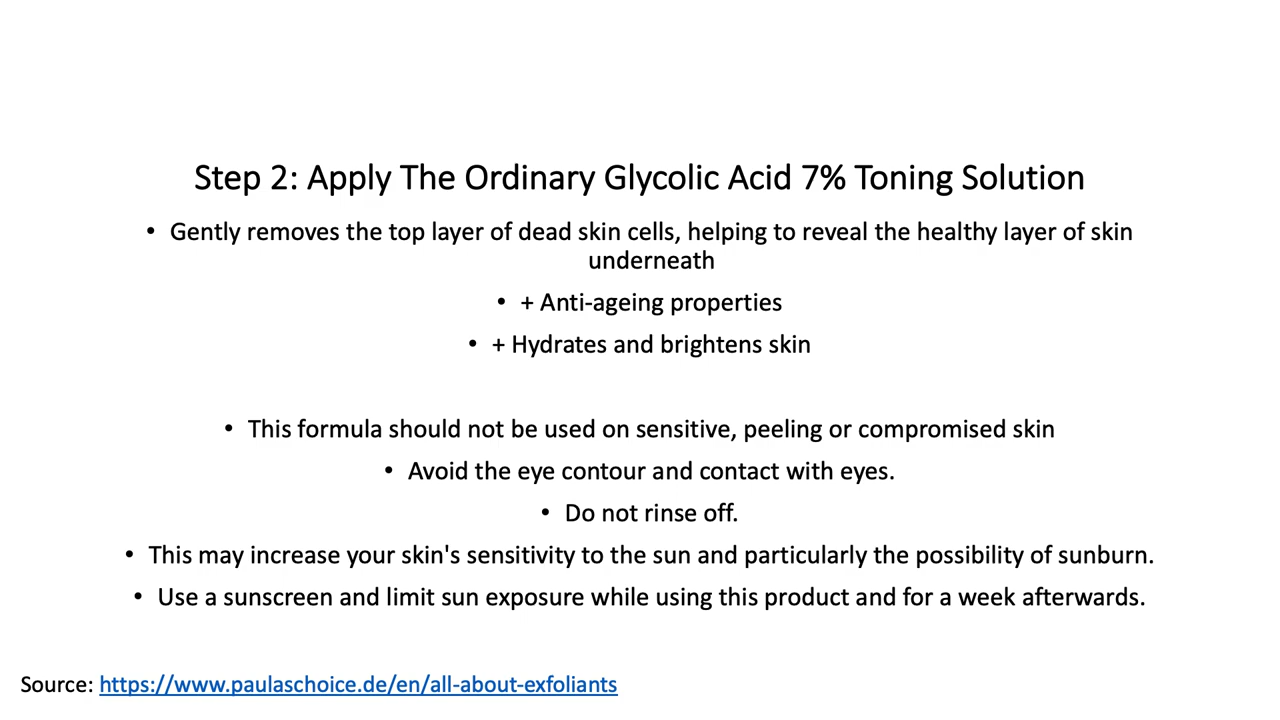 Step 2: Apply The Ordinary Glycolic Acid 7% Toning Solution
• Gently removes the top layer of dead skin cells, helping to reveal the healthy layer of skin
underneath
• + Anti-ageing properties
• + Hydrates and brightens skin
• This formula should not be used on sensitive, peeling or compromised skin
• Avoid the eye contour and contact with eyes.
• Do not rinse off.
• This may increase your skin's sensitivity to the sun and particularly the possibility of sunburn.
• Use a sunscreen and limit sun exposure while using this product and for a week afterwards.
Source: https://www.paulaschoice.de/en/all-about-exfoliants